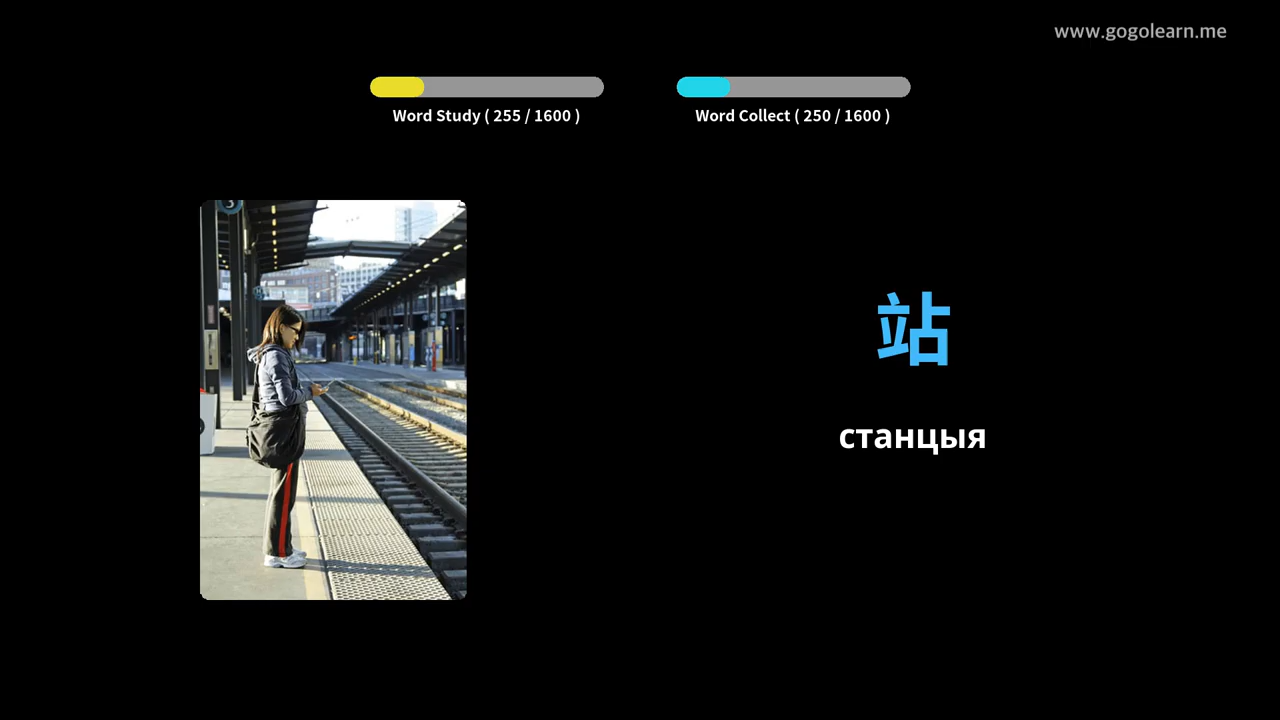 www.gogolearn.me
Word Study ( 255 / 1600 )
Word Collect ( 250 / 1600 )
站
станцыя